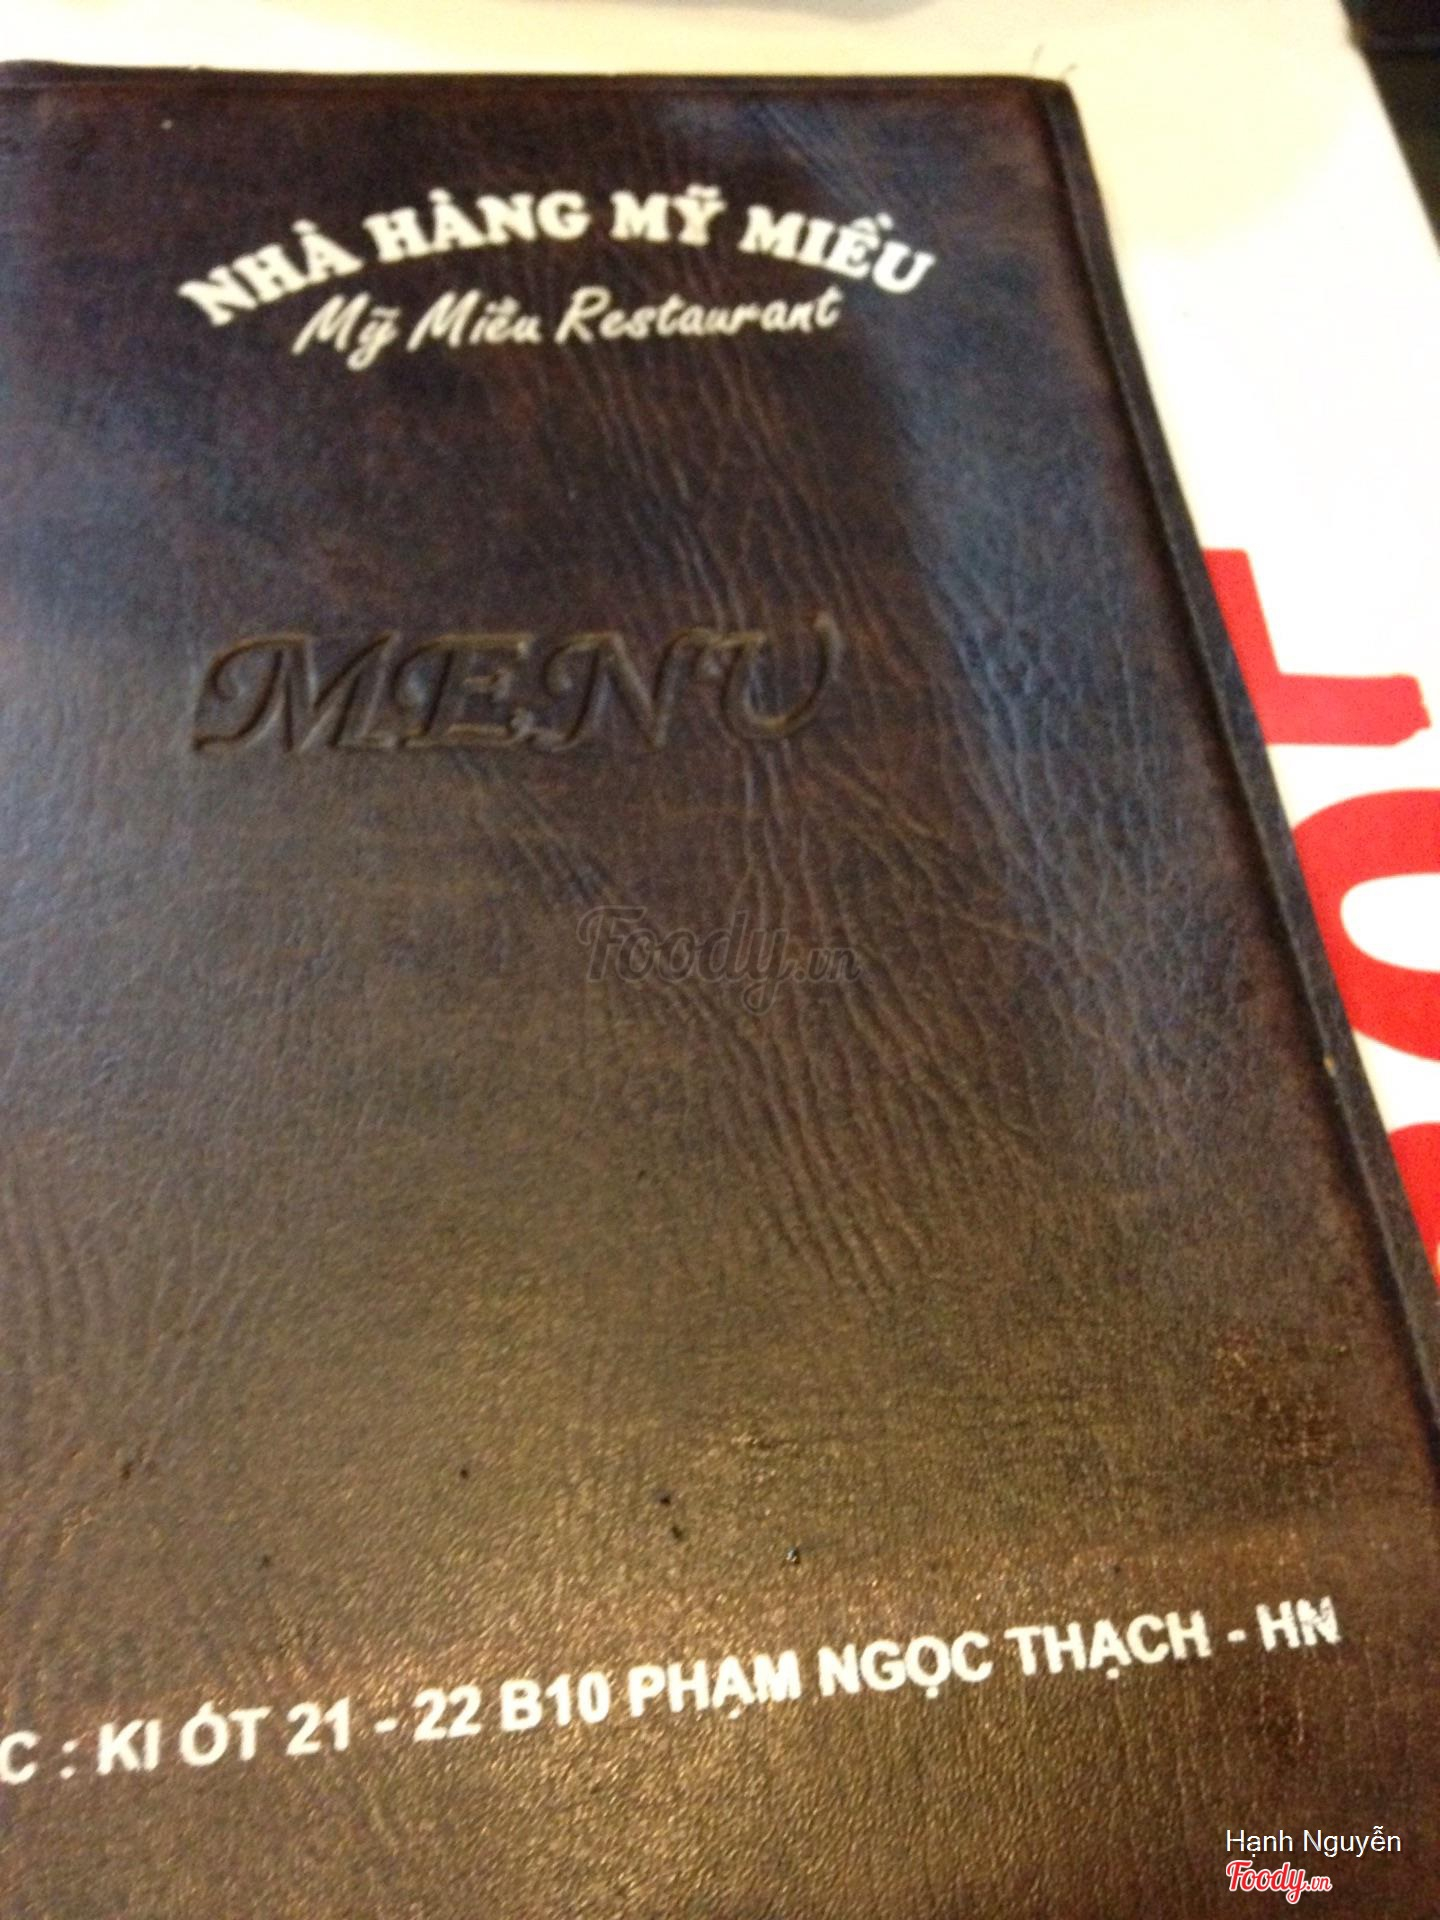 NHÀ HÀNG MỸ MIỀU
Mỹ Miều Restaurant
MENU
Foody.vn
C : KI ỐT 21 - 22 B10 PHẠM NGỌC THẠCH - HN
Hạnh Nguyễn
Foody.vn